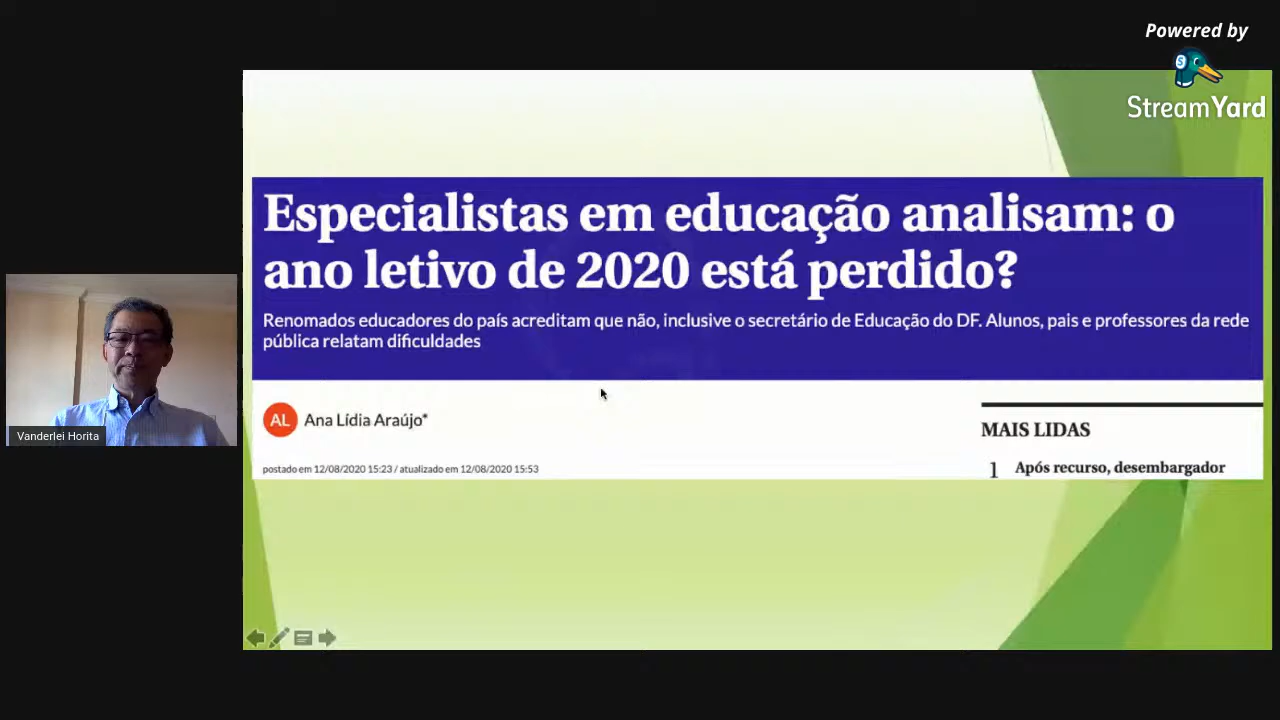 Powered by
StreamYard
Especialistas em educação analisam: o
ano letivo de 2020 está perdido?
Renomados educadores do país acreditam que não, inclusive o secretário de Educação do DF. Alunos, pais e professores da rede
pública relatam dificuldades
AL Ana Lídia Araújo*
postado em 12/08/2020 15:23 / atualizado em 12/08/2020 15:53
MAIS LIDAS
1 Após recurso, desembargador
Vanderlei Horita